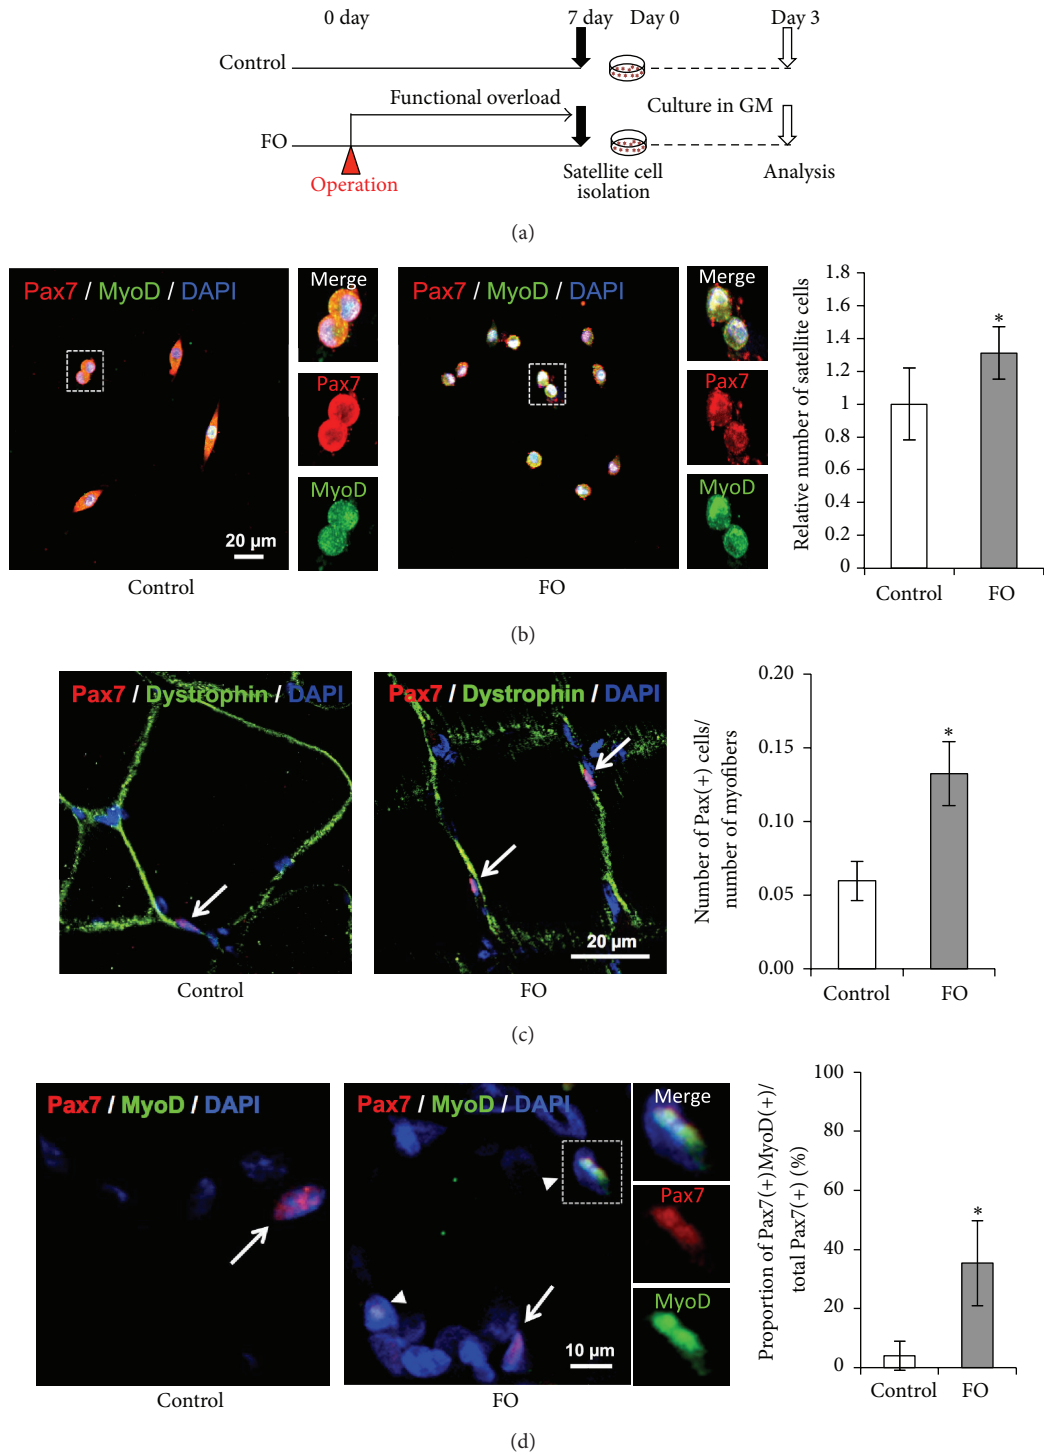 0 day 7 day Day 0 Day 3
Control
Functional overload Culture in GM
FO
Operation
Satellite cell
isolation
Analysis
(a)
Pax7 / MyoD / DAPI
20 μm
Control
Merge
Pax7
MyoD
Pax7 / MyoD / DAPI
FO
Merge
Pax7
MyoD
Relative number of satellite cells
1.8
1.6
1.4
1.2
1
0.8
0.6
0.4
0.2
0
*
Control FO
(b)
Pax7 / Dystrophin / DAPI
Control
Pax7 / Dystrophin / DAPI
20 μm
FO
Number of Pax(+) cells/
number of myofibers
0.20
0.15
0.10
0.05
0.00
*
Control FO
(c)
Pax7 / MyoD / DAPI
Control
Pax7 / MyoD / DAPI
10 μm
FO
Merge
Pax7
MyoD
Proportion of Pax7(+)MyoD(+)/
total Pax7(+) (%)
100
80
60
40
20
0
*
Control FO
(d)